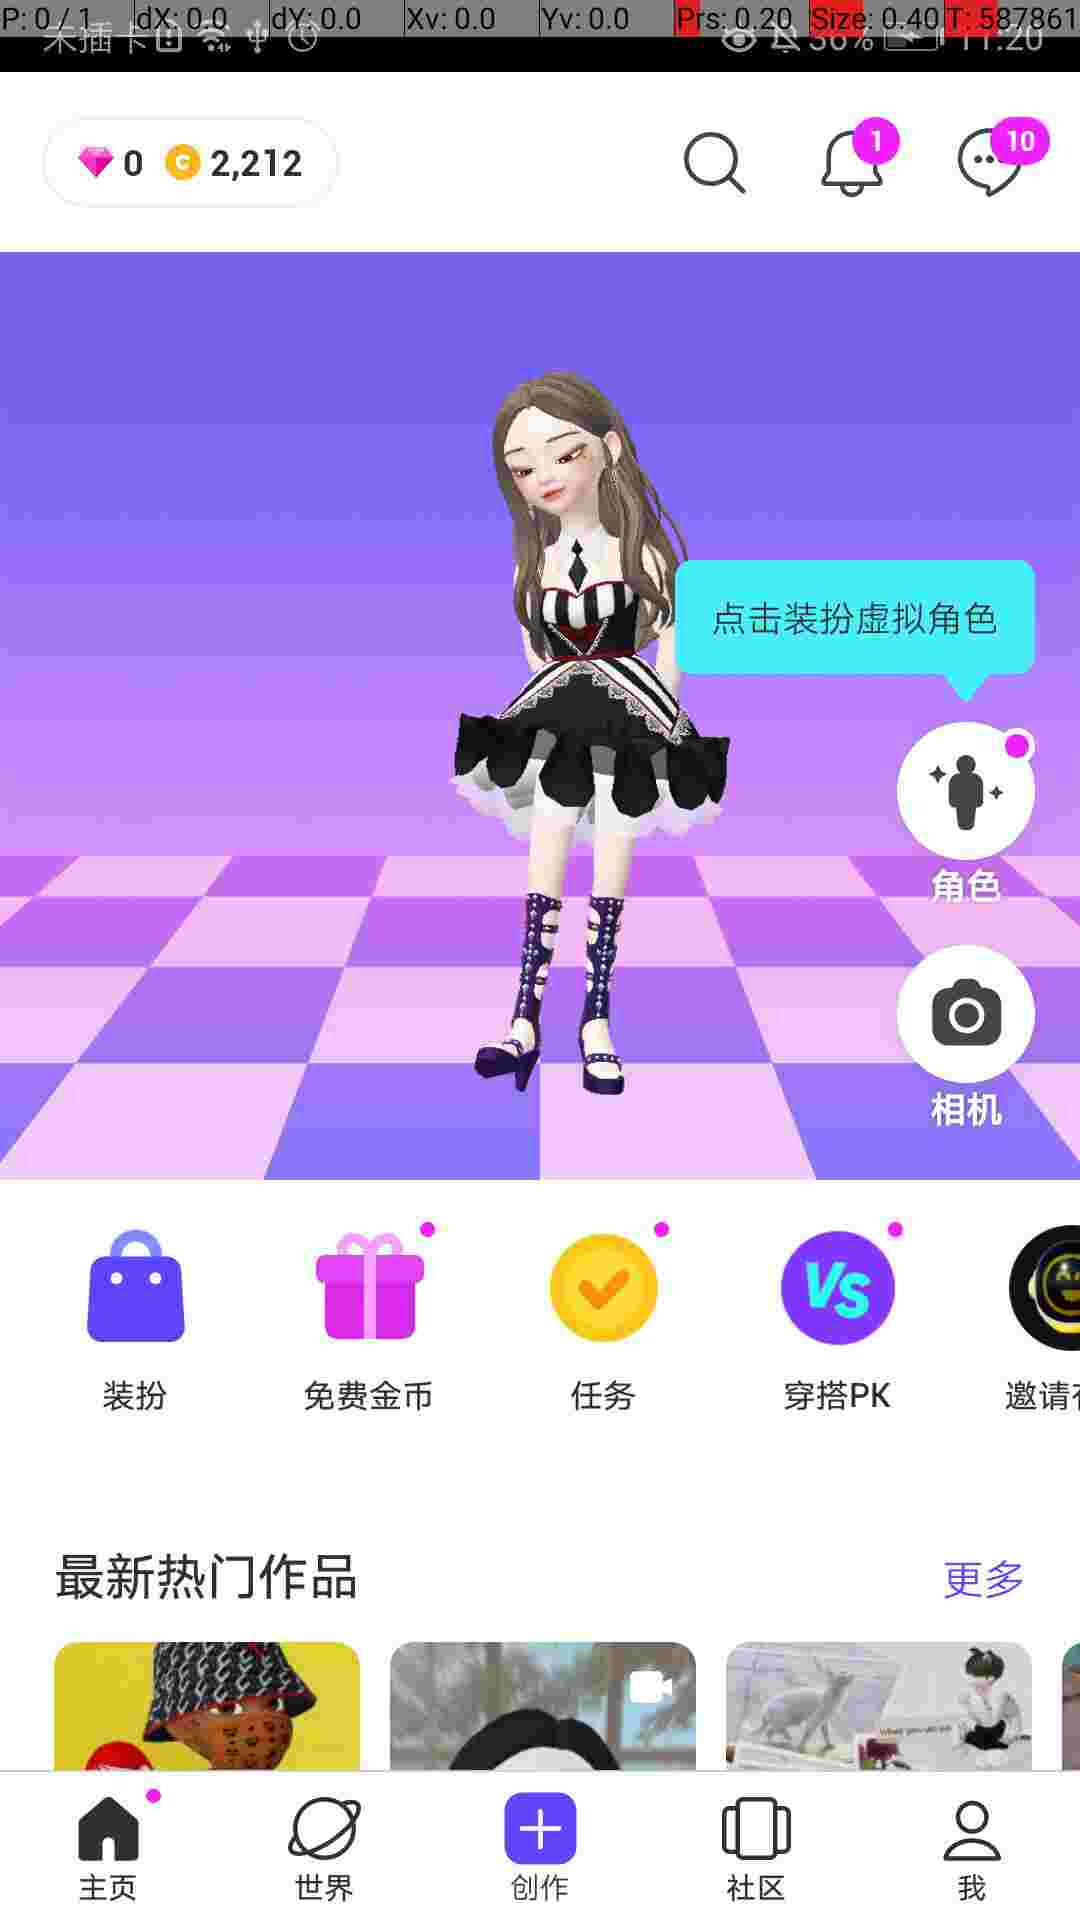 P: 0 / 1 dX: 0.0 dY: 0.0 Xv: 0.0 Yv: 0.0 Prs: 0.20 Size: 0.40 T: 587861
未插卡 36% 11:20
0 C 2,212 1 10
点击装扮虚拟角色
角色
相机
VS
装扮 免费金币 任务 穿搭PK 邀请
最新热门作品 更多
主页 世界 创作 社区 我